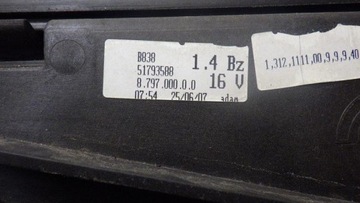 B838
51793588
8.797.000.0.0
07:54 25/06/07 3dan
1.4 Bz
16 V
1,312,1111,00,9,9,9,40